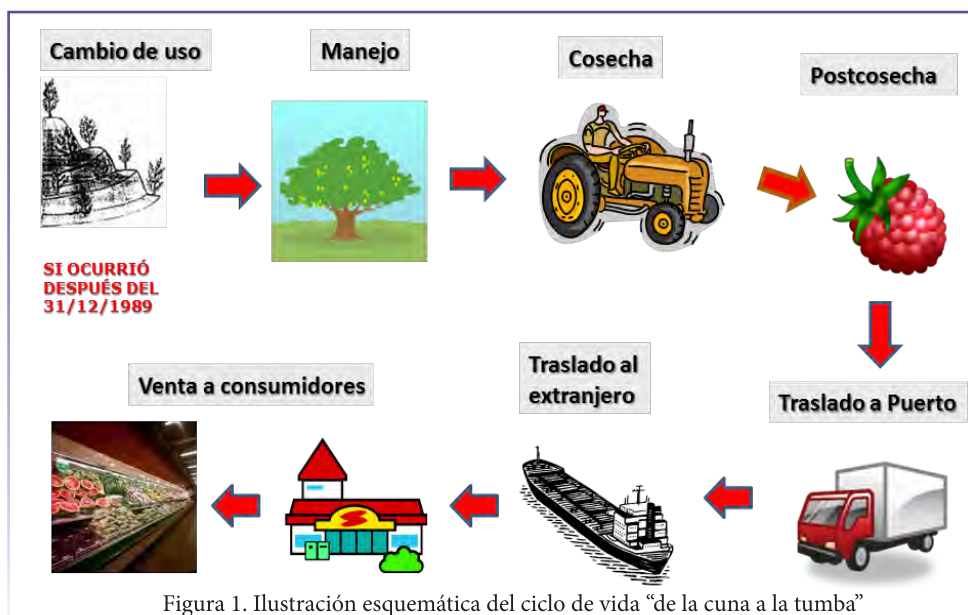 Cambio de uso
Manejo
Cosecha
Postcosecha
SI OCURRIÓ
DESPUÉS DEL
31/12/1989
Traslado a Puerto
Traslado al
extranjero
Venta a consumidores
Figura 1. Ilustración esquemática del ciclo de vida “de la cuna a la tumba”